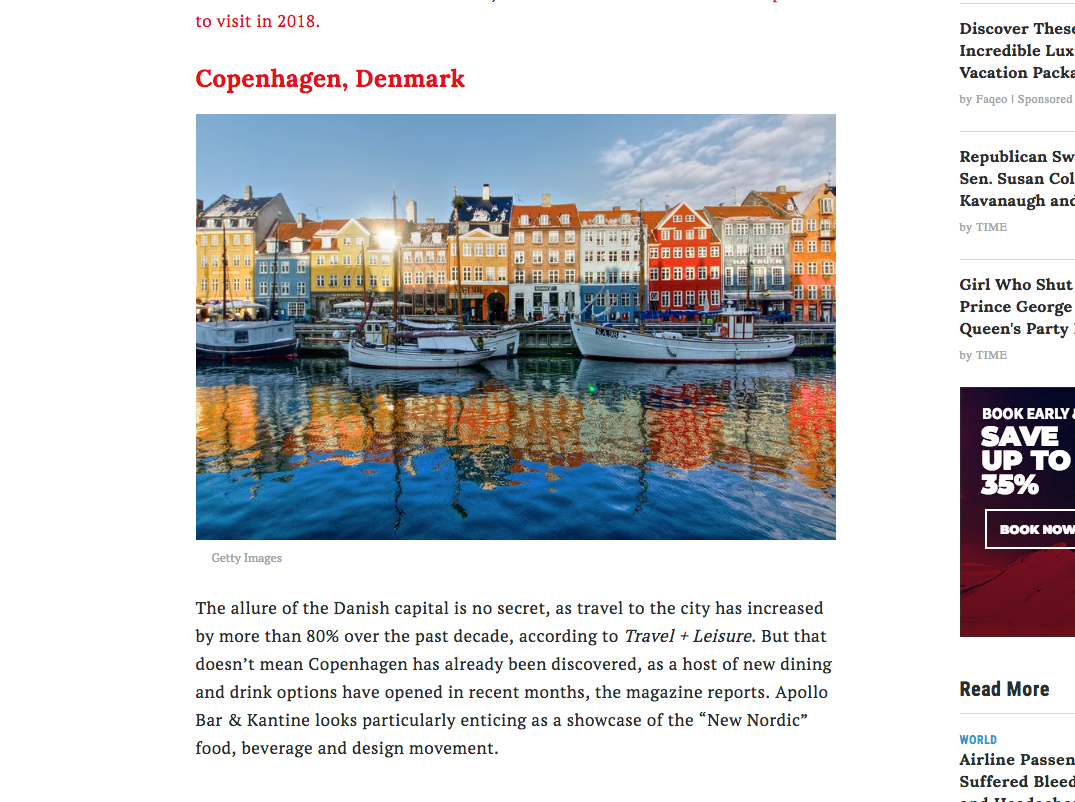 to visit in 2018.
Copenhagen, Denmark
HAVFRUEN
Getty Images
The allure of the Danish capital is no secret, as travel to the city has increased
by more than 80% over the past decade, according to Travel + Leisure. But that
doesn’t mean Copenhagen has already been discovered, as a host of new dining
and drink options have opened in recent months, the magazine reports. Apollo
Bar & Kantine looks particularly enticing as a showcase of the “New Nordic”
food, beverage and design movement.
Discover These
Incredible Lux
Vacation Packa
by Faqeo | Sponsored
Republican Sw
Sen. Susan Col
Kavanaugh and
by TIME
Girl Who Shut
Prince George
Queen's Party
by TIME
BOOK EARLY &
SAVE
UP TO
35%
BOOK NOW
Read More
WORLD
Airline Passen
Suffered Bleed